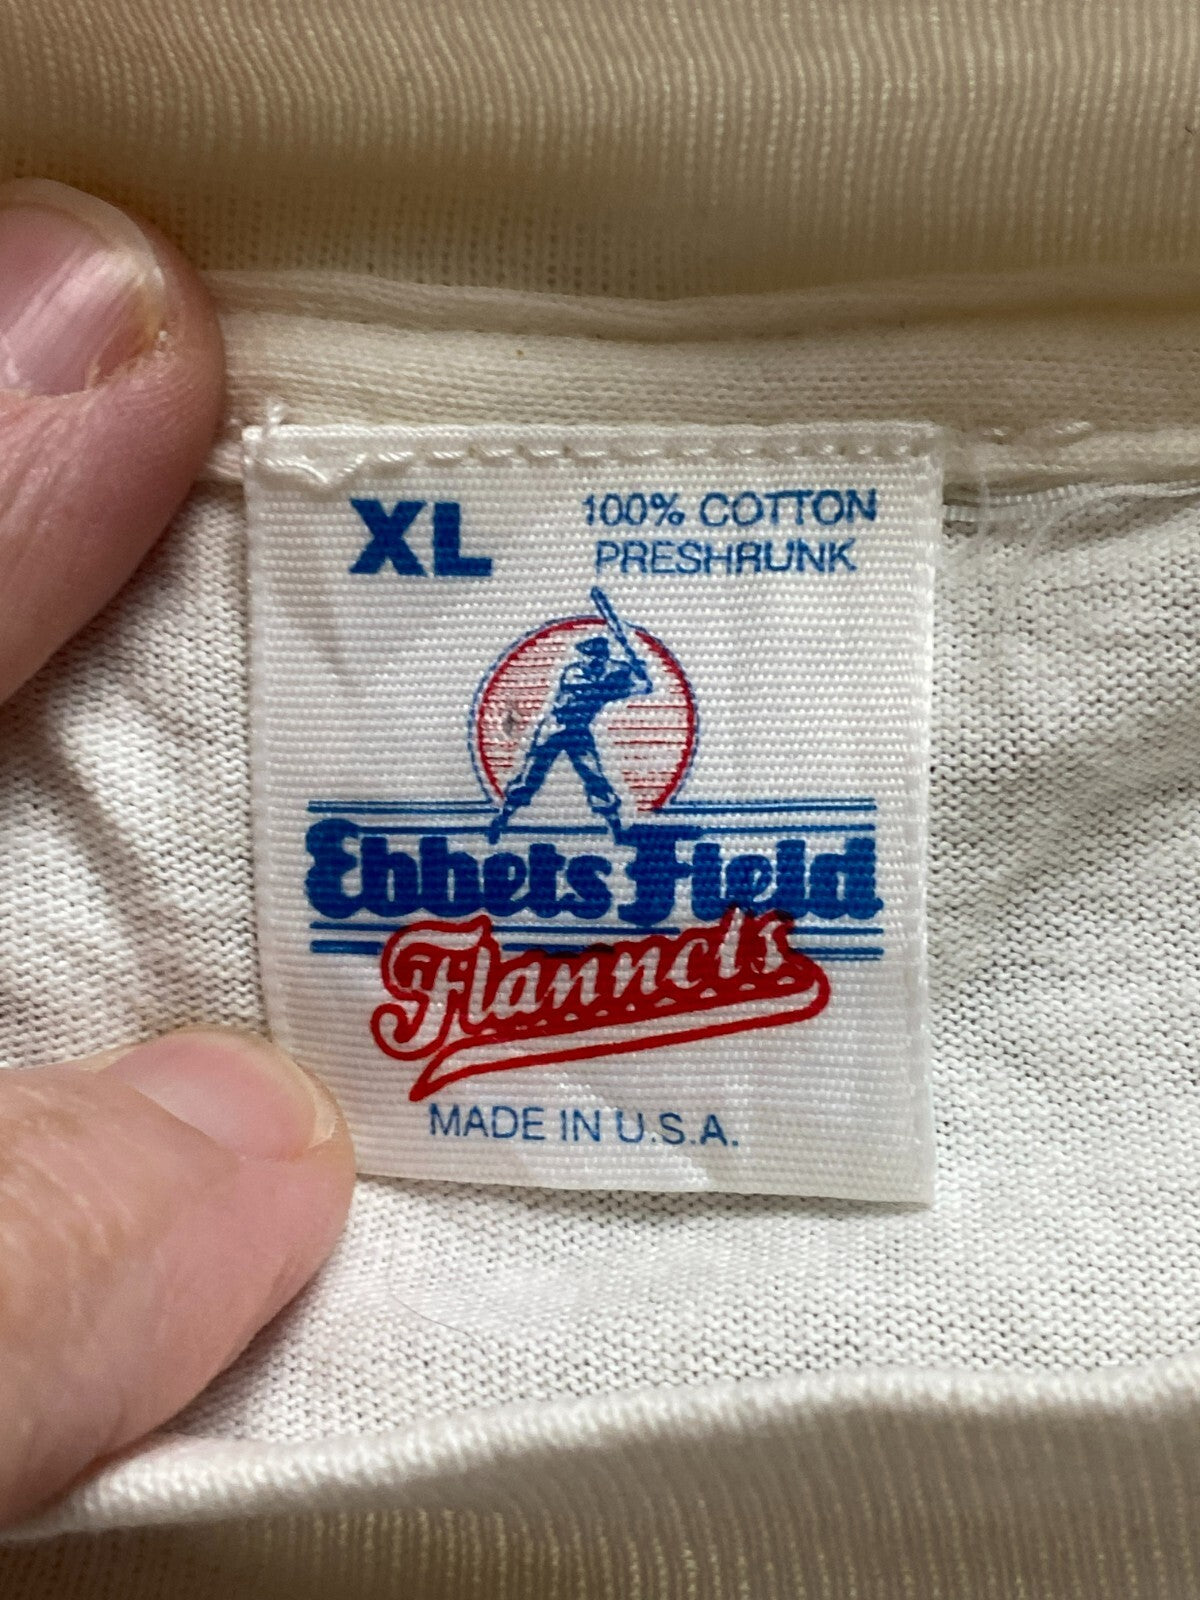 XL
100% COTTON
PRESHRUNK
Ebbets Field
Flannels
MADE IN U.S.A.